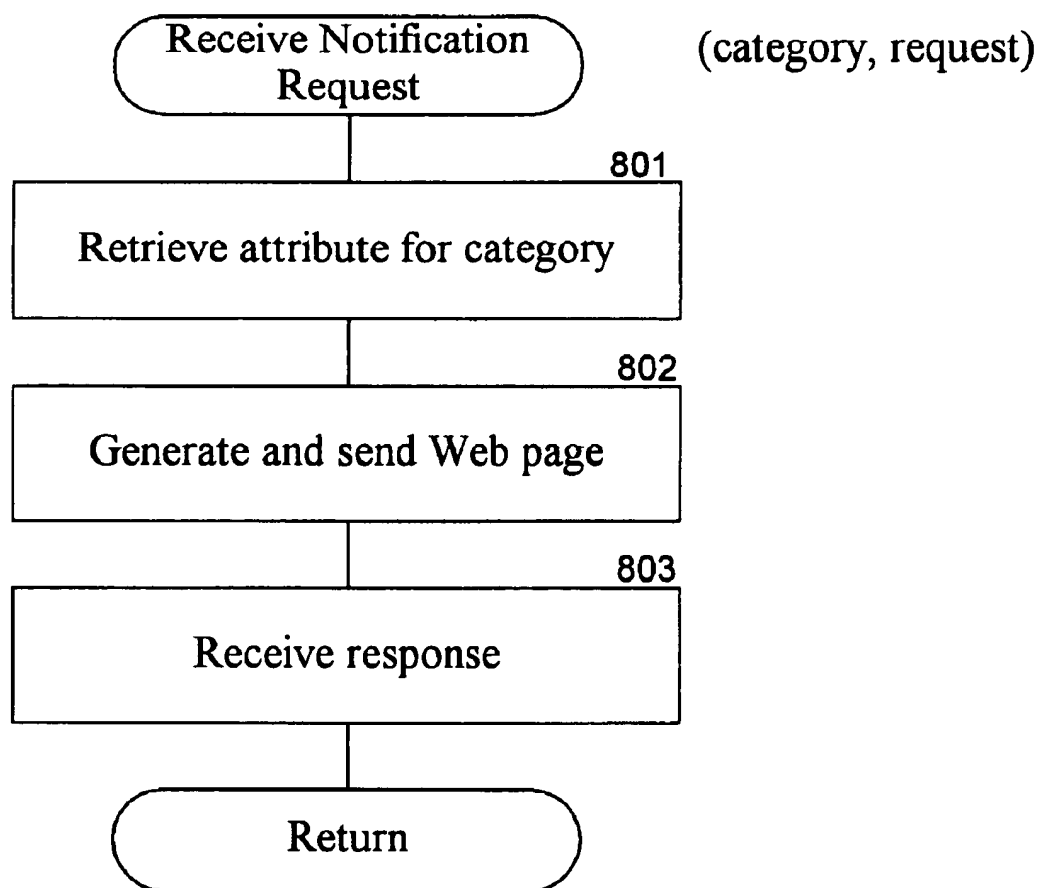 Receive Notification
Request
(category, request)
801
Retrieve attribute for category
802
Generate and send Web page
803
Receive response
Return